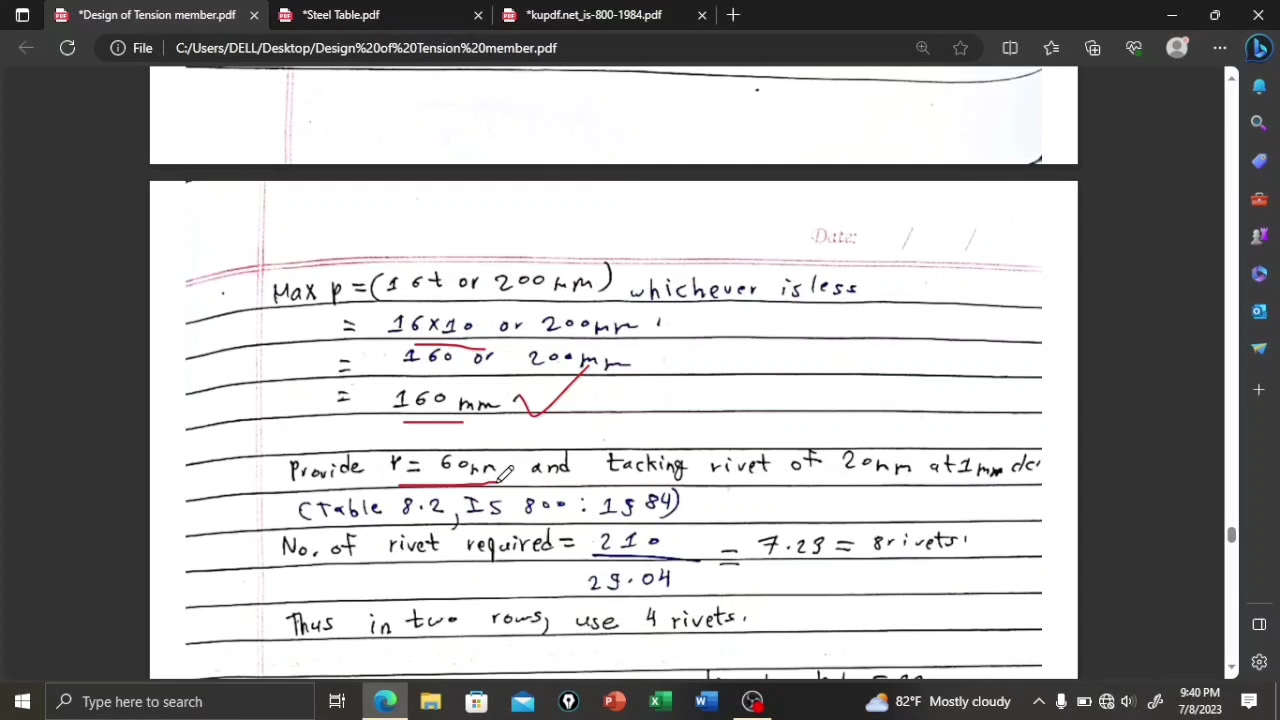 *Design of Tension member.pdf
*Steel Table.pdf
*kupdf.net_is-800-1984.pdf
File
C:/Users/DELL/Desktop/Design%20of%20Tension%20member.pdf
Date: / /
Max p = (16t or 200mm) whichever is less
= 16×10 or 200mm
= 160 or 200mm
= 160 mm
Provide p = 60mm and tacking rivet of 20mm at 1mm c/c
(Table 8.2, IS 800 : 1984)
No. of rivet required = 210 / 29.04 = 7.23 = 8 rivets.
Thus in two rows, use 4 rivets.
Type here to search
82°F Mostly cloudy
9:40 PM
7/8/2023